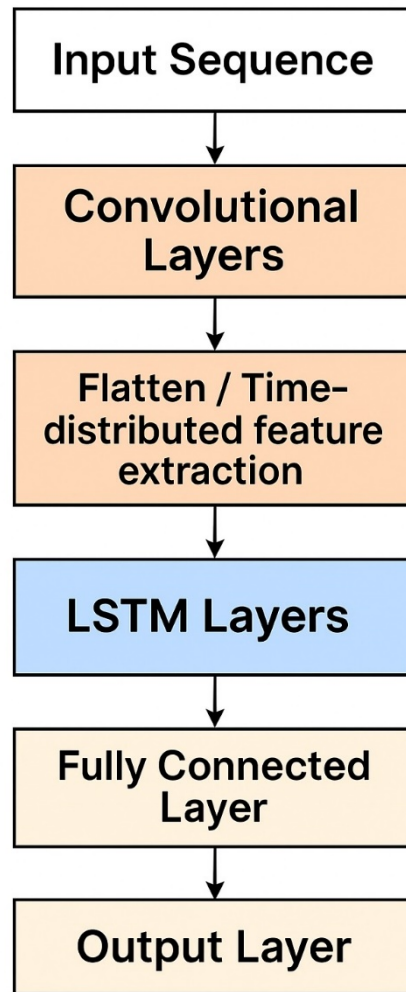 Input Sequence
Convolutional
Layers
Flatten / Time-
distributed feature
extraction
LSTM Layers
Fully Connected
Layer
Output Layer